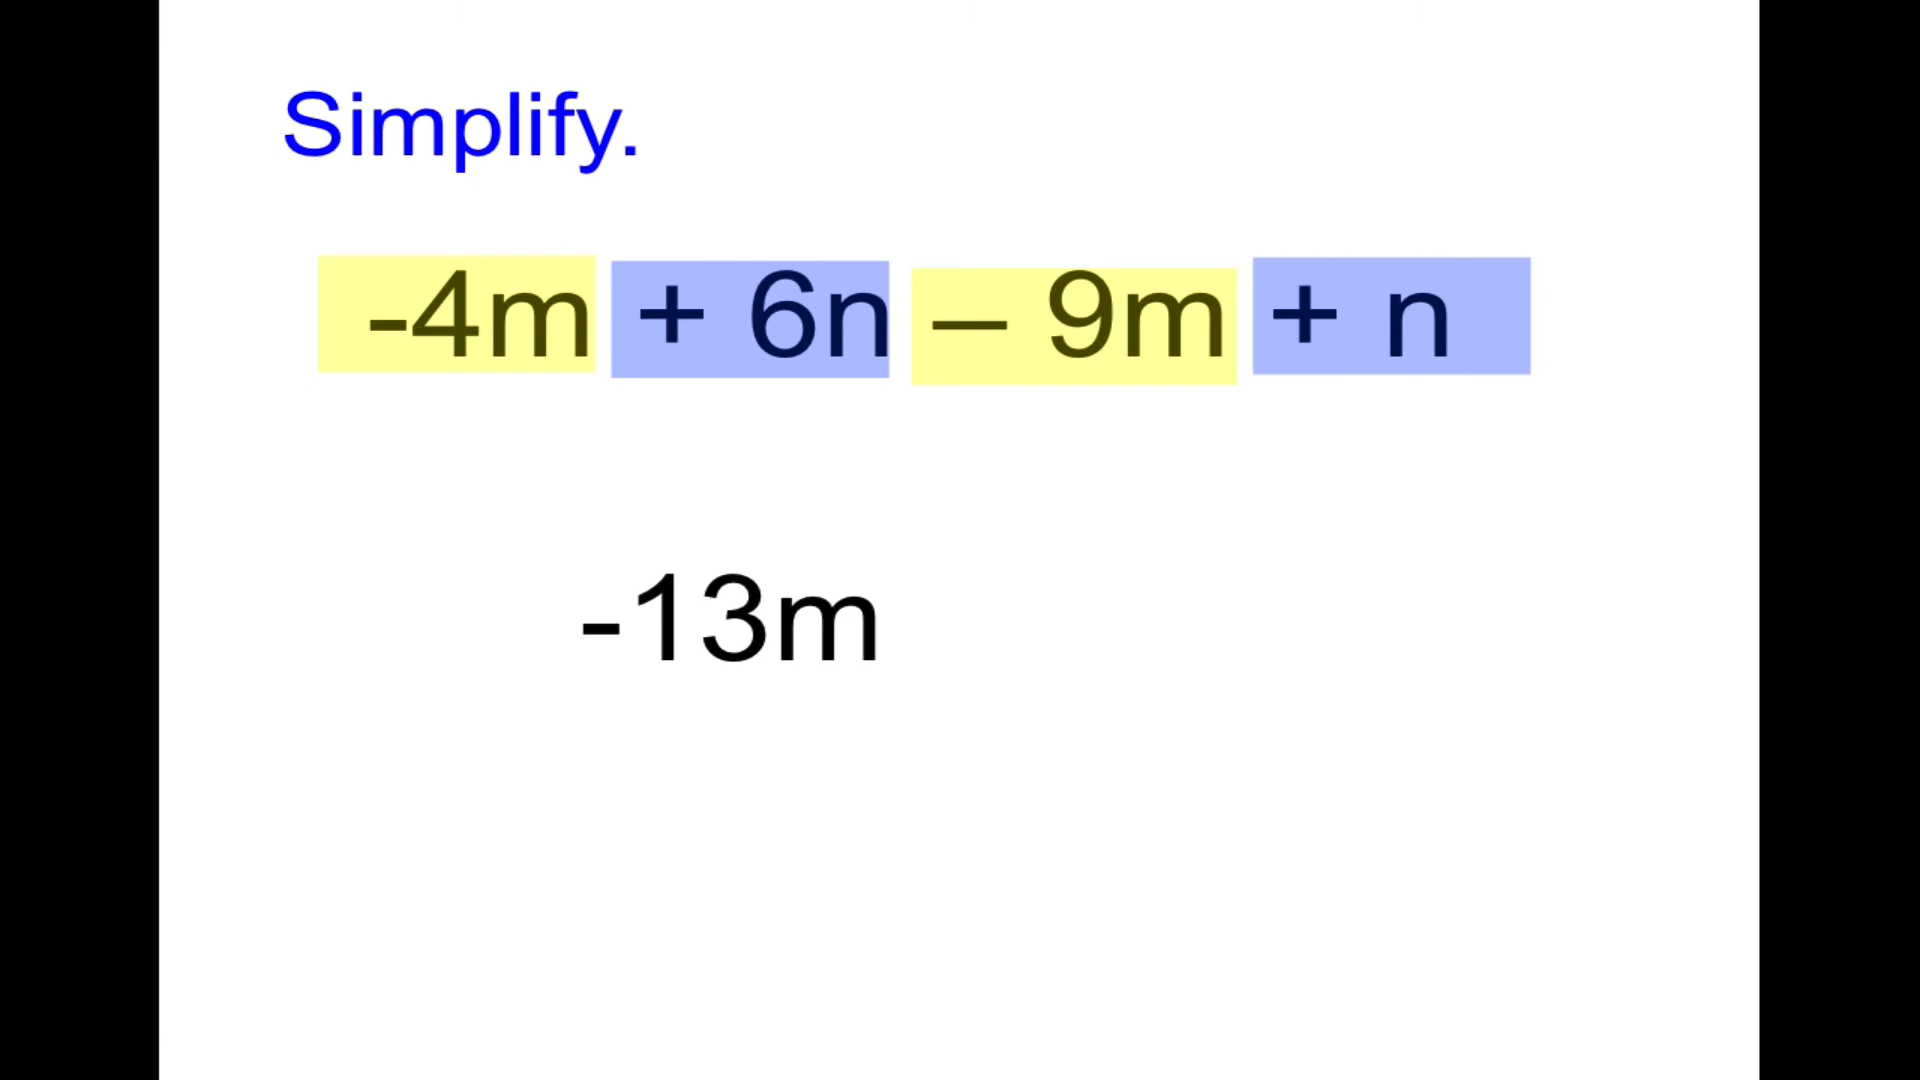 Simplify.
-4m + 6n – 9m + n
-13m